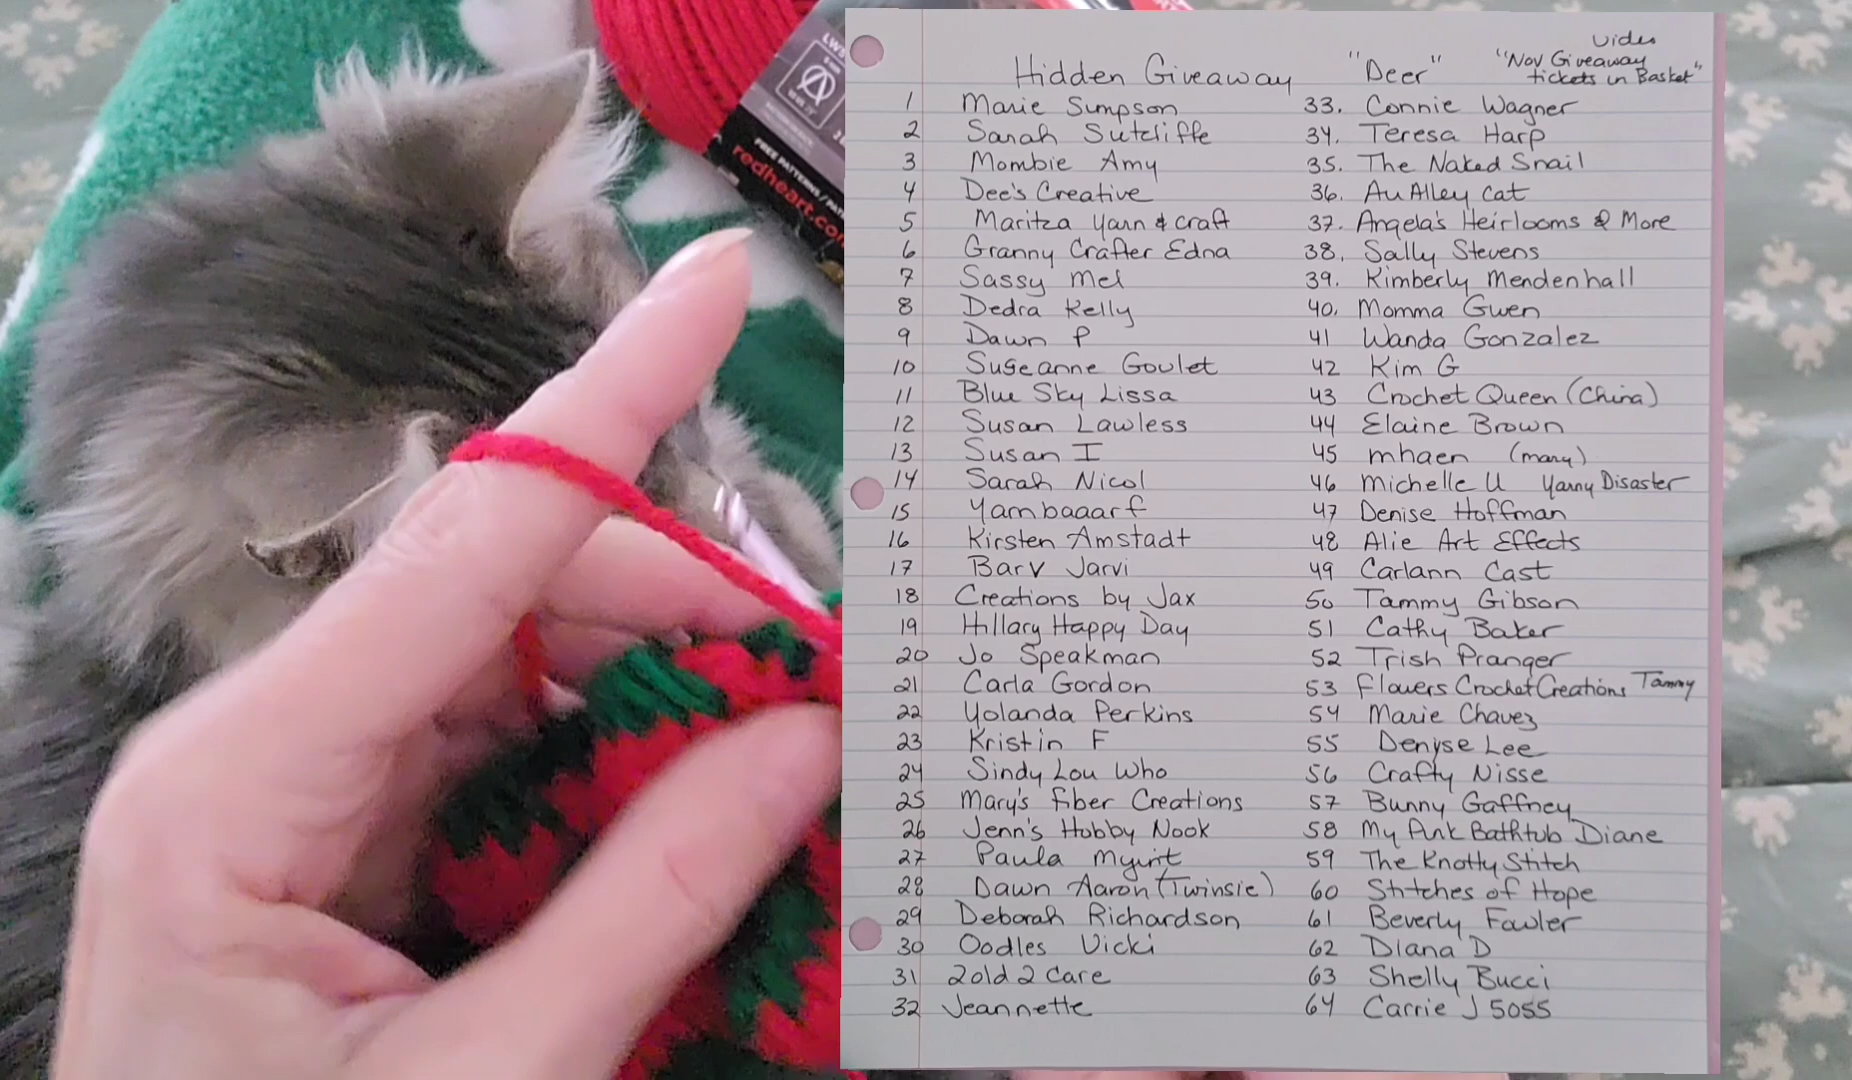 LW5
FREE PATTERNS / PAT
redheart.com
Hidden Giveaway "Deer"
Video
"Nov Giveaway
tickets in Basket"
1 Marie Sumpson
2 Sarah Sutcliffe
3 Mombie Amy
4 Dee's Creative
5 Maritza Yarn & Craft
6 Granny Crafter Edna
7 Sassy Mel
8 Dedra Kelly
9 Dawn P
10 Sugeanne Goulet
11 Blue Sky Lissa
12 Susan Lawless
13 Susan I
14 Sarah Nicol
15 Yambaaarf
16 Kirsten Amstadt
17 Barv Jarvi
18 Creations by Jax
19 Hillary Happy Day
20 Jo Speakman
21 Carla Gordon
22 Yolanda Perkins
23 Kristin F
24 Sindy Lou Who
25 Mary's Fiber Creations
26 Jenn's Hobby Nook
27 Paula
28 Dawn Aaron (Twinsie)
29 Deborah Richardson
30 Oodles Vicki
31 2old2Care
32 Jeannette
33. Connie Wagner
34. Teresa Harp
35. The Naked Snail
36. Au Alley Cat
37. Angela's Heirlooms & More
38. Sally Stevens
39. Kimberly Mendenhall
40. Momma Gwen
41 Wanda Gonzalez
42 Kim G
43 Crochet Queen (China)
44 Elaine Brown
45 mhaen (mary)
46 Michelle U Yarny Disaster
47 Denise Hoffman
48 Alie Art Effects
49 Carlann Cast
50 Tammy Gibson
51 Cathy Baker
52 Trish Pranger
53 Flowers Crochet Creations Tammy
54 Marie Chavez
55 Denyse Lee
56 Crafty Nisse
57 Bunny Gaffney
58 My Pink Bathtub Diane
59 The Knotty Stitch
60 Stitches of Hope
61 Beverly Fowler
62 Diana D
63 Shelly Bucci
64 Carrie J 5055